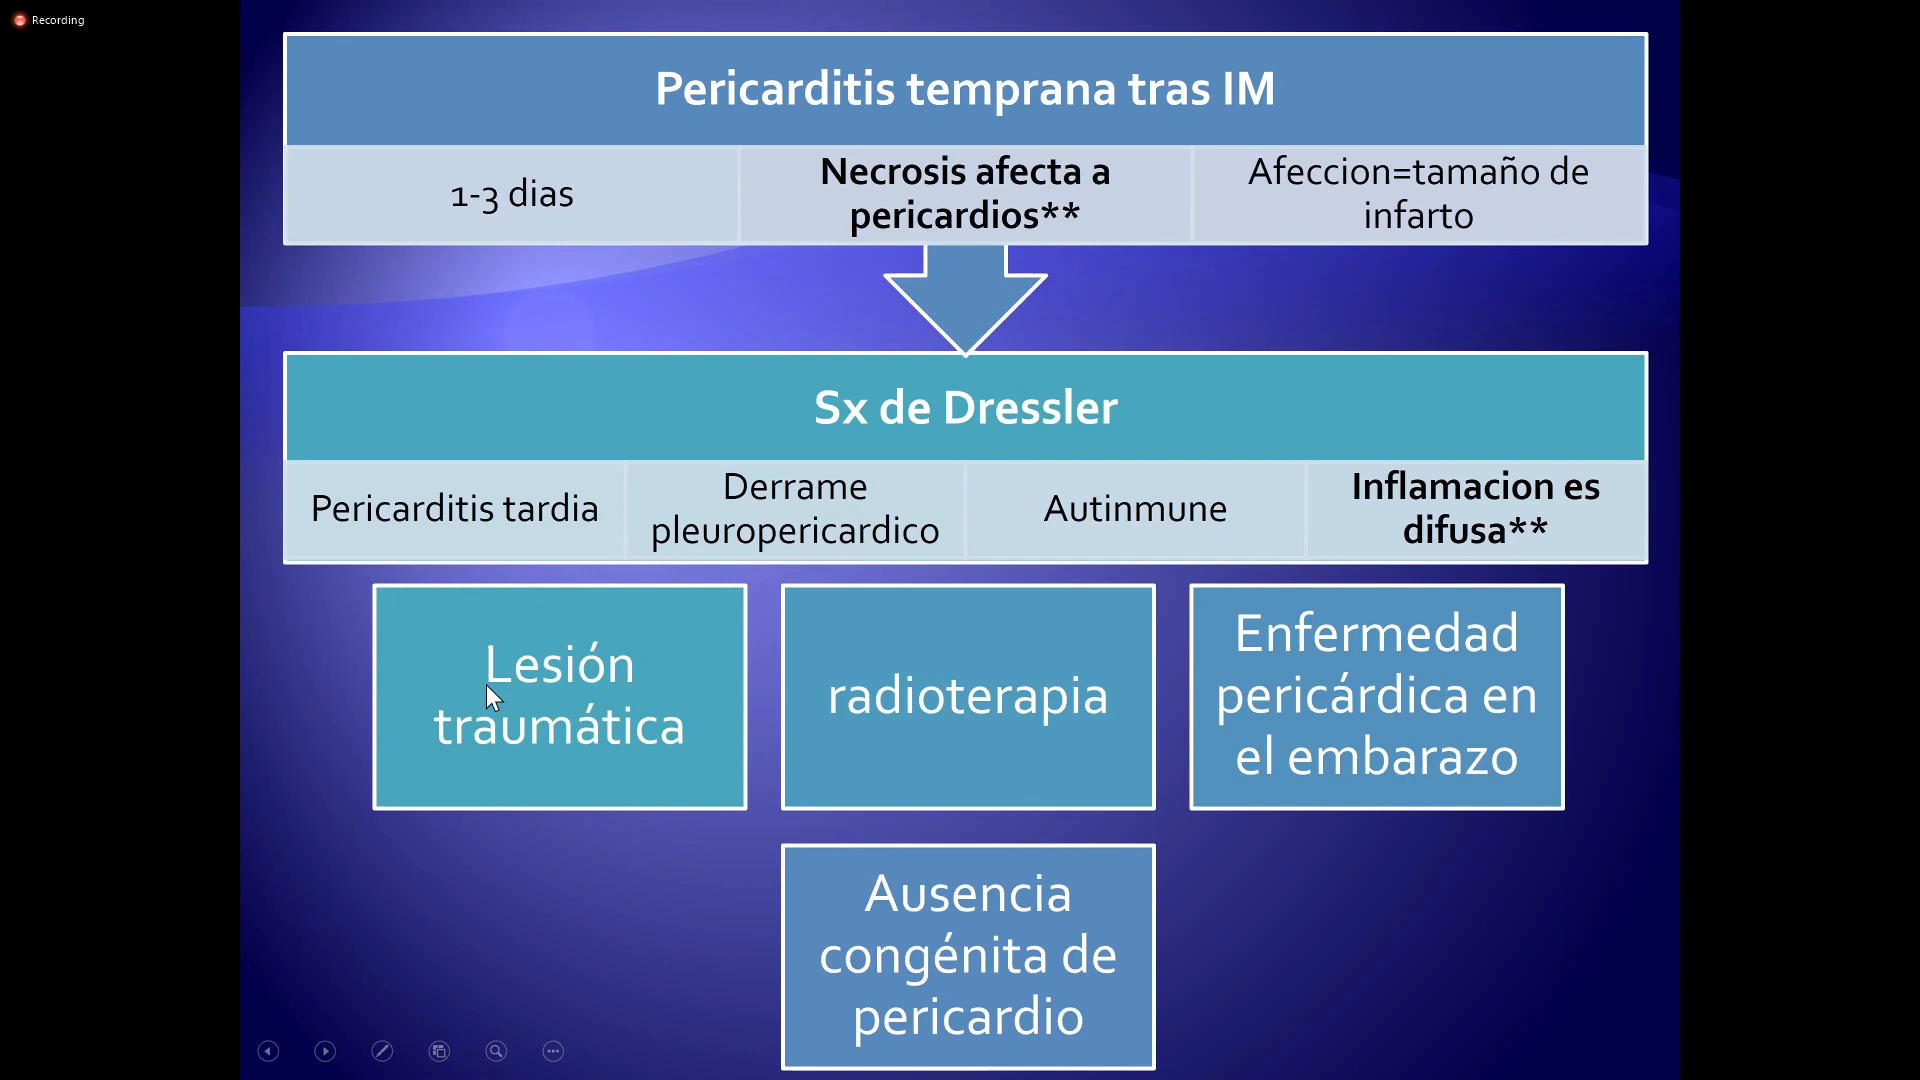 Recording
Pericarditis temprana tras IM
1-3 dias
Necrosis afecta a
pericardios**
Afeccion=tamaño de
infarto
Sx de Dressler
Pericarditis tardia
Derrame
pleuropericardico
Autinmune
Inflamacion es
difusa**
Lesión
traumática
radioterapia
Enfermedad
pericárdica en
el embarazo
Ausencia
congénita de
pericardio